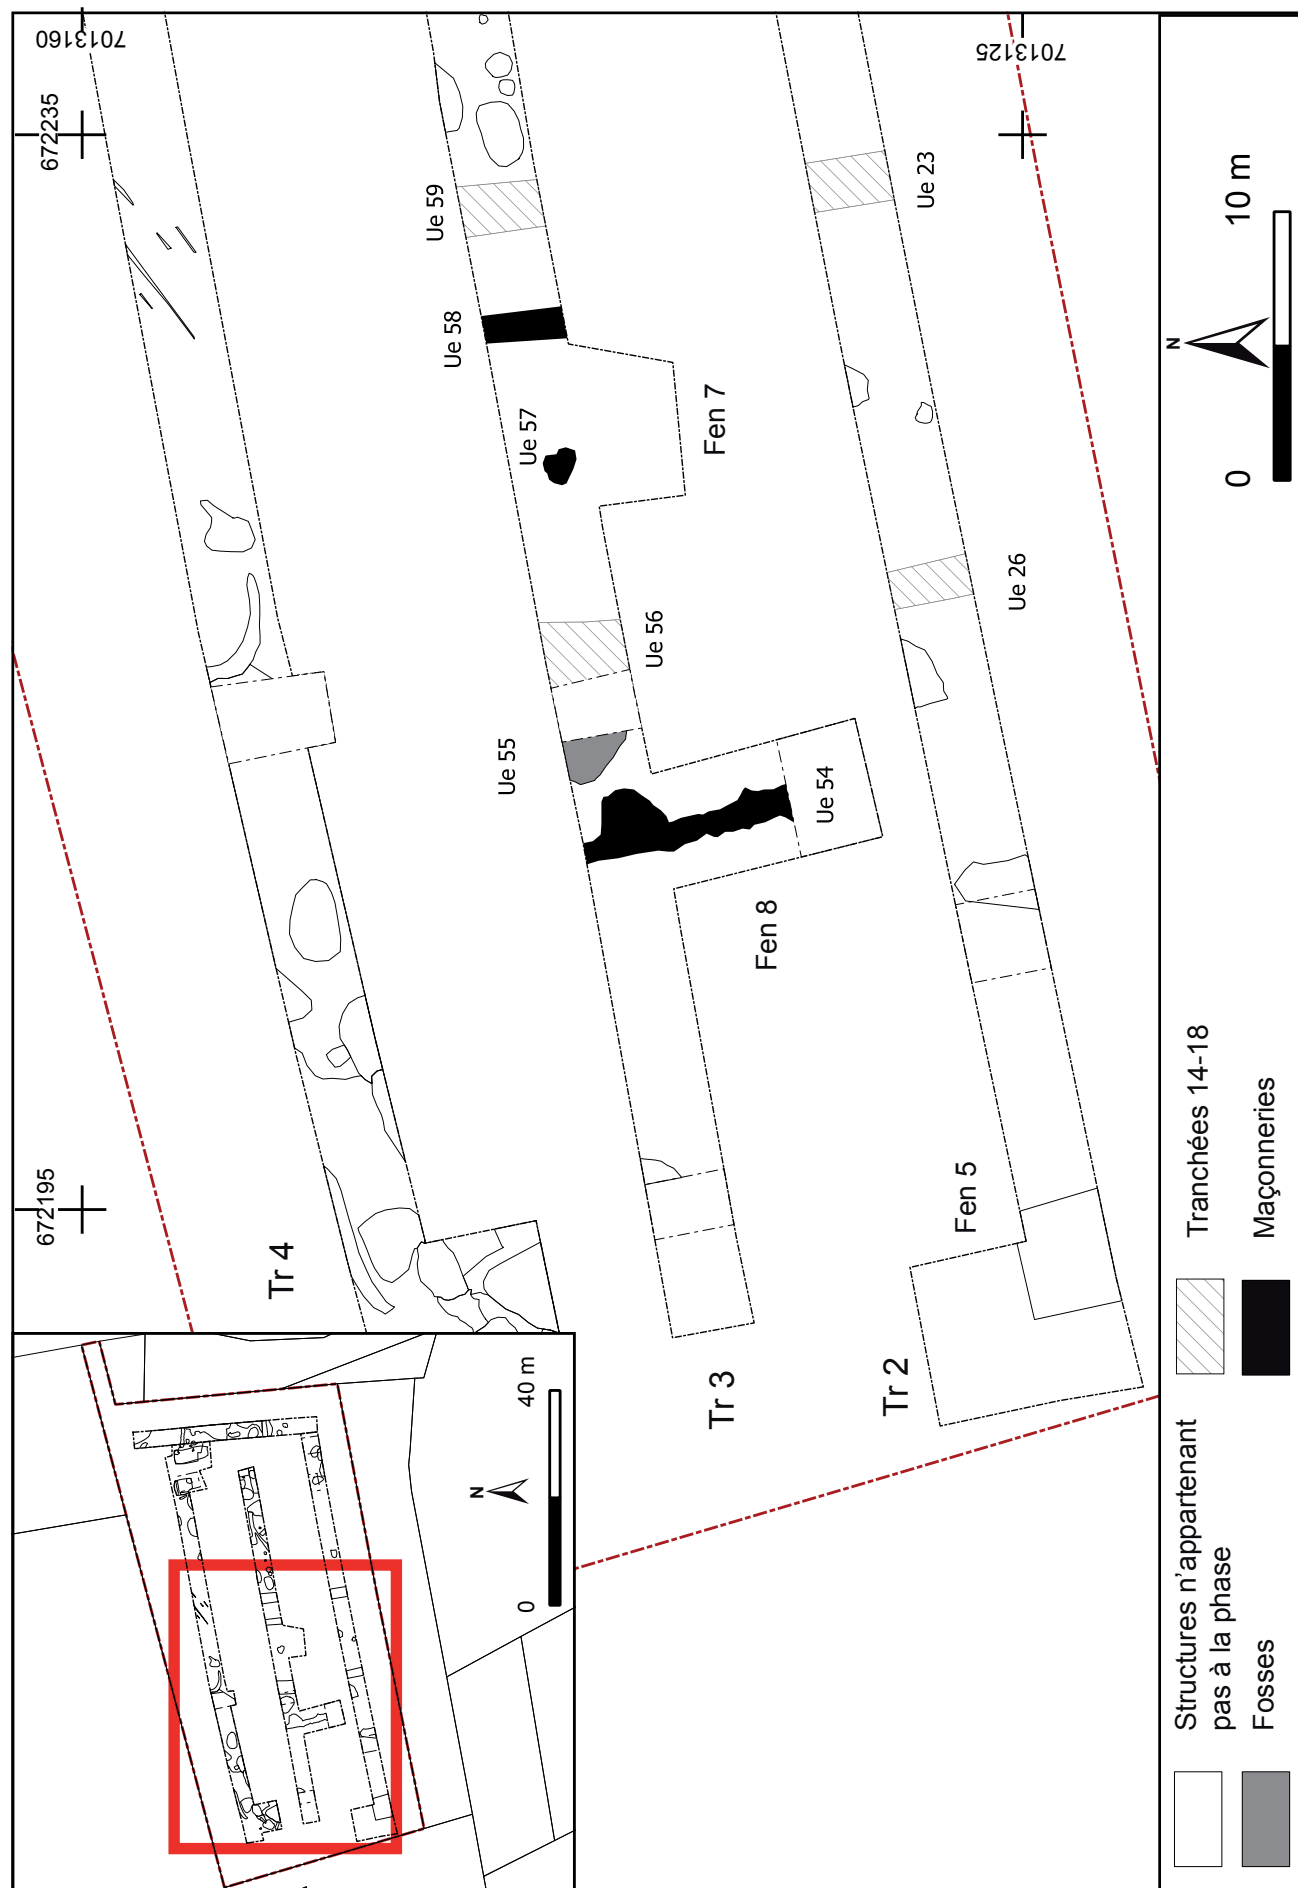 672195
672235
7013160
7013125
Tr 4
Tr 3
Tr 2
Ue 59
Ue 58
Ue 57
Ue 56
Ue 55
Ue 54
Ue 23
Ue 26
Fen 7
Fen 8
Fen 5
N
0
40 m
N
0
10 m
Structures n'appartenant
pas à la phase
Fosses
Tranchées 14-18
Maçonneries